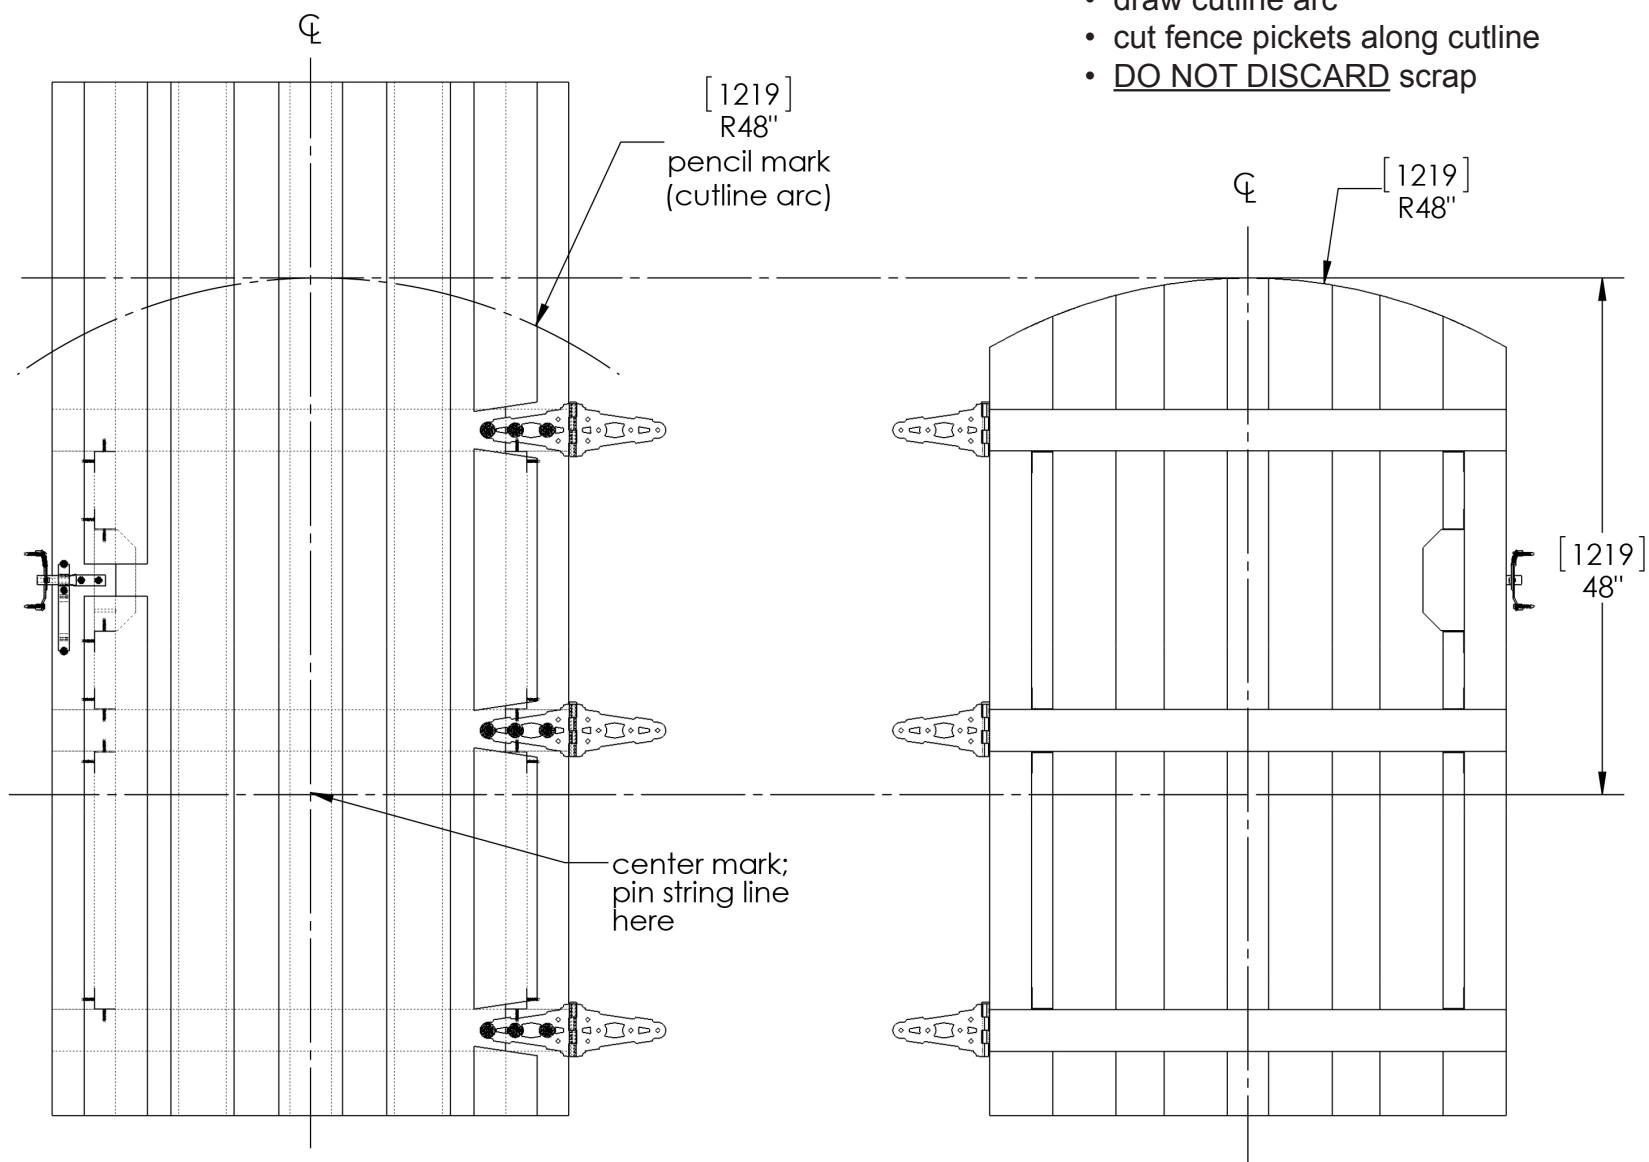 • draw cutline arc
• cut fence pickets along cutline
• DO NOT DISCARD scrap
℄
[1219]
R48"
pencil mark
(cutline arc)
℄
[1219]
R48"
[1219]
48"
center mark;
pin string line
here